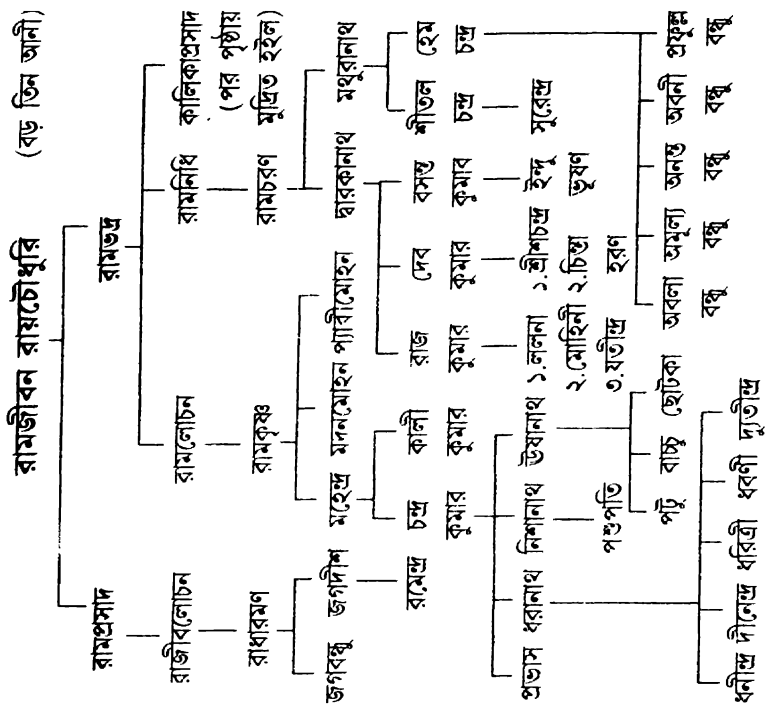 রামজীবন রায়চৌধুরি (বড় তিন আনী)
রামপ্রসাদ রামভদ্র
রাজীবলোচন রামলোচন রামনিধি কালিকাপ্রসাদ
(পর পৃষ্ঠায়
মুদ্রিত হইল)
রাধারমণ রামকৃষ্ণ রামচরণ
জগবন্ধু জগদীশ মহেন্দ্র মদনমোহন প্যারীমোহন দ্বারকানাথ মথুরানাথ
রমেন্দ্র চন্দ্র কালী রাজ দেব বসন্ত শীতল হেম
কুমার কুমার কুমার কুমার কুমার চন্দ্র চন্দ্র
প্রভাস ধরানাথ নিশানাথ ঊষানাথ ১.ললনা ১.শ্রীশচন্দ্র ইন্দু সুরেন্দ্র
২.মোহিনী ২.চিন্তা ভূষণ
পশুপতি ৩.যতীন্দ্র হরণ
পটু বাচ্চু ছোটকা অবলা অমূল্য অনন্ত অবনী প্রফুল্ল
বন্ধু বন্ধু বন্ধু বন্ধু বন্ধু
ধনীন্দ্র দীনেন্দ্র ধরিত্রী ধরণী দ্যুতীন্দ্র